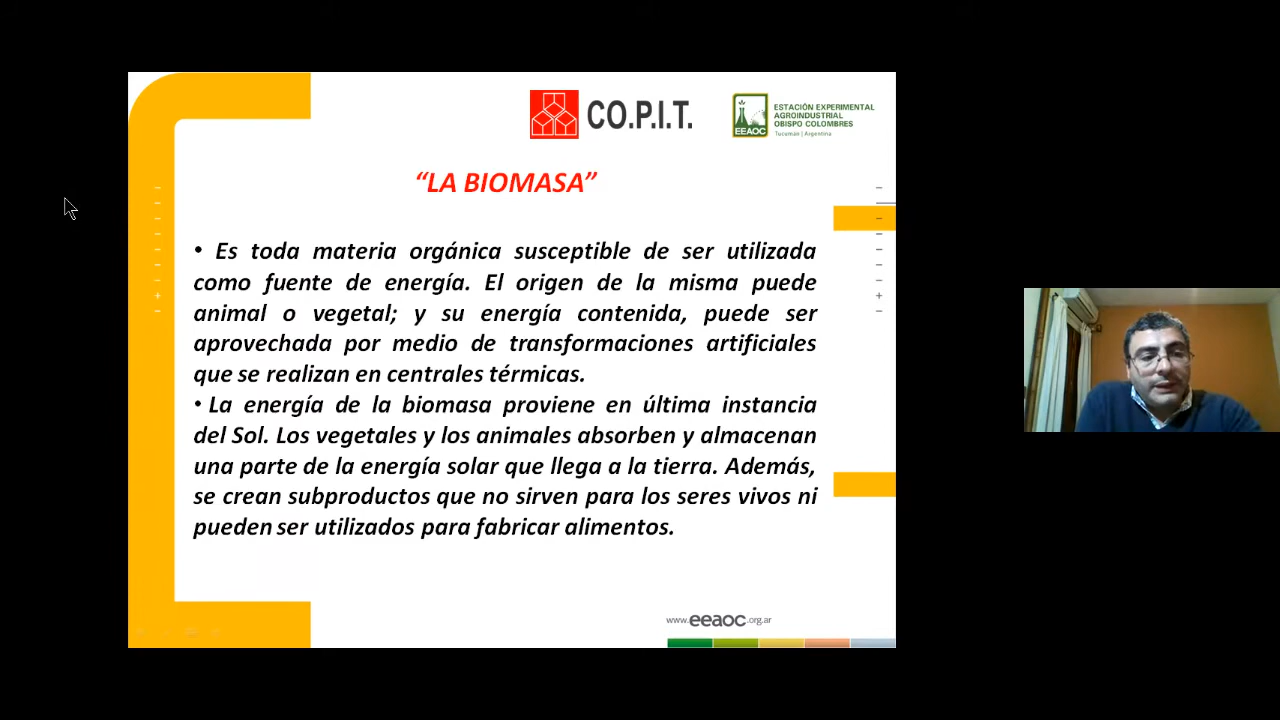 CO.P.I.T.
EEAOC
ESTACIÓN EXPERIMENTAL
AGROINDUSTRIAL
OBISPO COLOMBRES
Tucumán | Argentina
“LA BIOMASA”
• Es toda materia orgánica susceptible de ser utilizada
como fuente de energía. El origen de la misma puede
animal o vegetal; y su energía contenida, puede ser
aprovechada por medio de transformaciones artificiales
que se realizan en centrales térmicas.
• La energía de la biomasa proviene en última instancia
del Sol. Los vegetales y los animales absorben y almacenan
una parte de la energía solar que llega a la tierra. Además,
se crean subproductos que no sirven para los seres vivos ni
pueden ser utilizados para fabricar alimentos.
www.eeaoc.org.ar